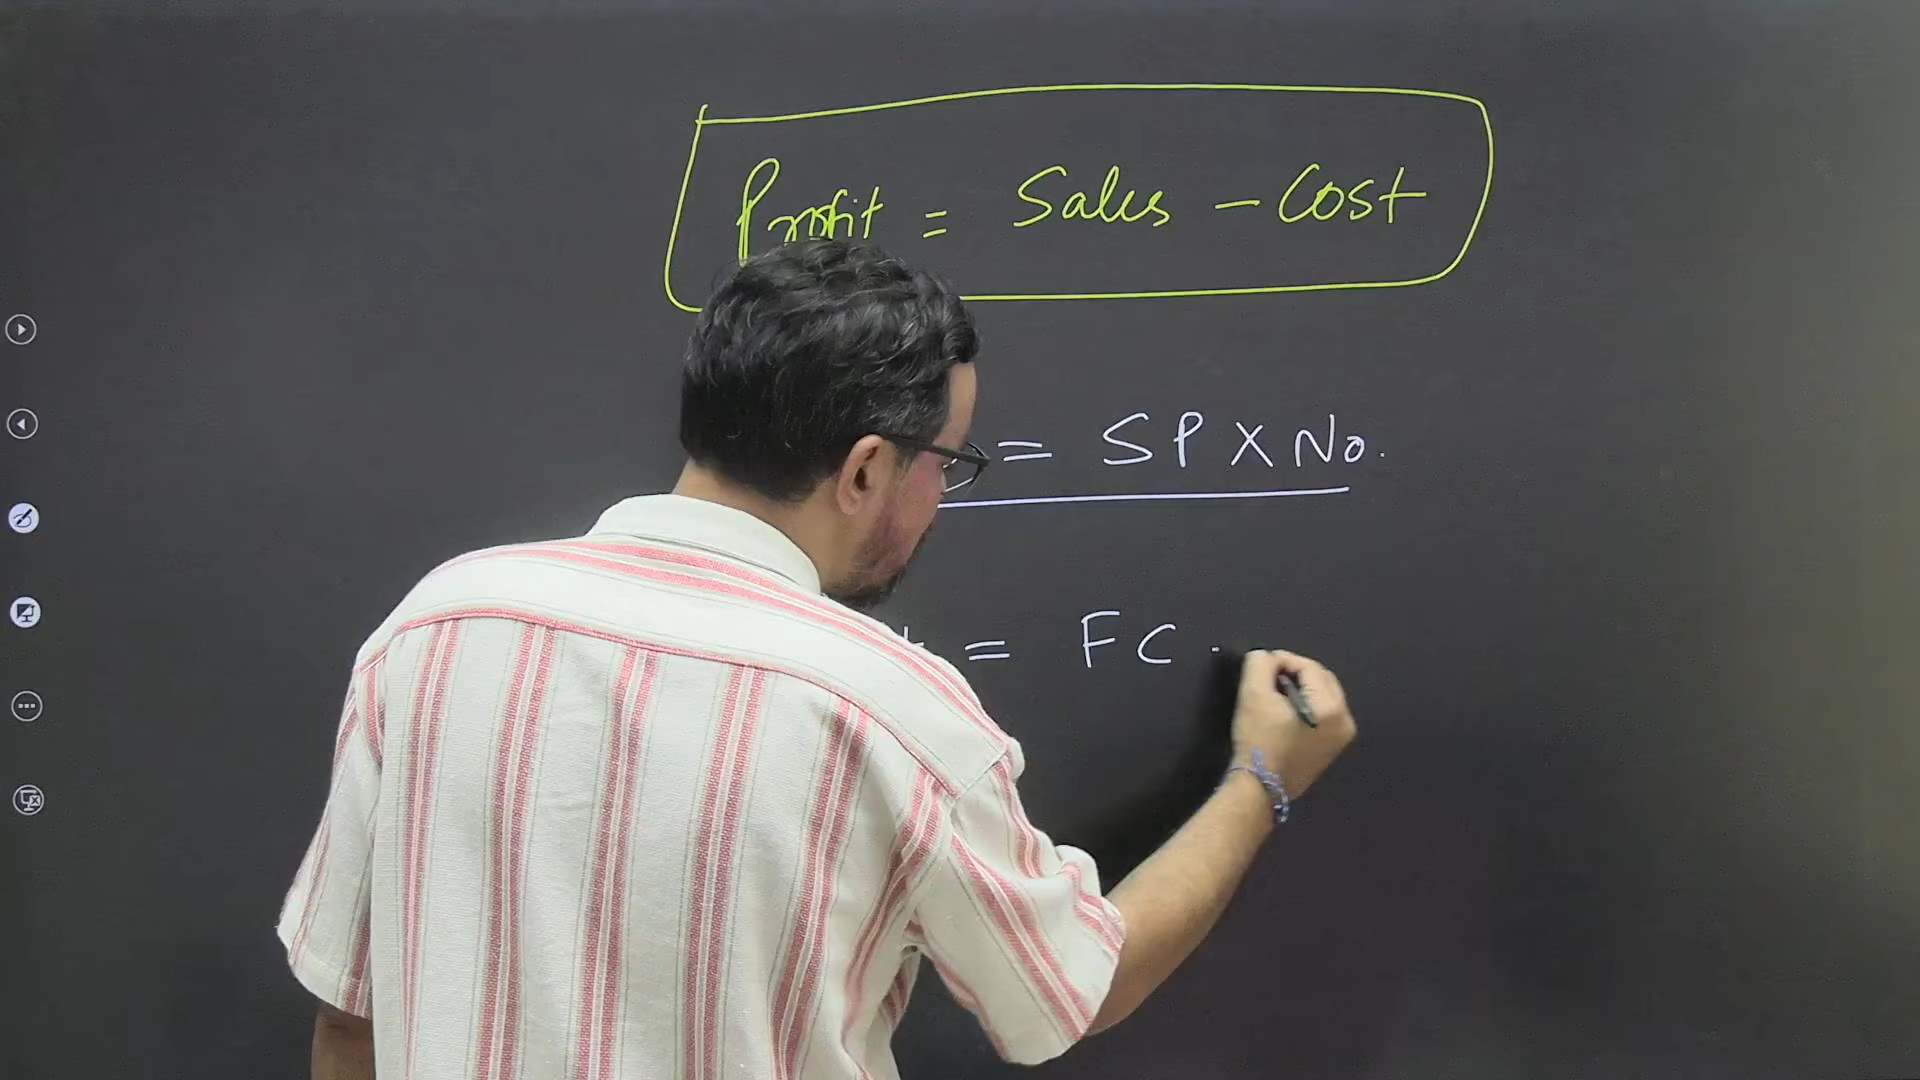 Profit = Sales - Cost
= SP X No.
= FC